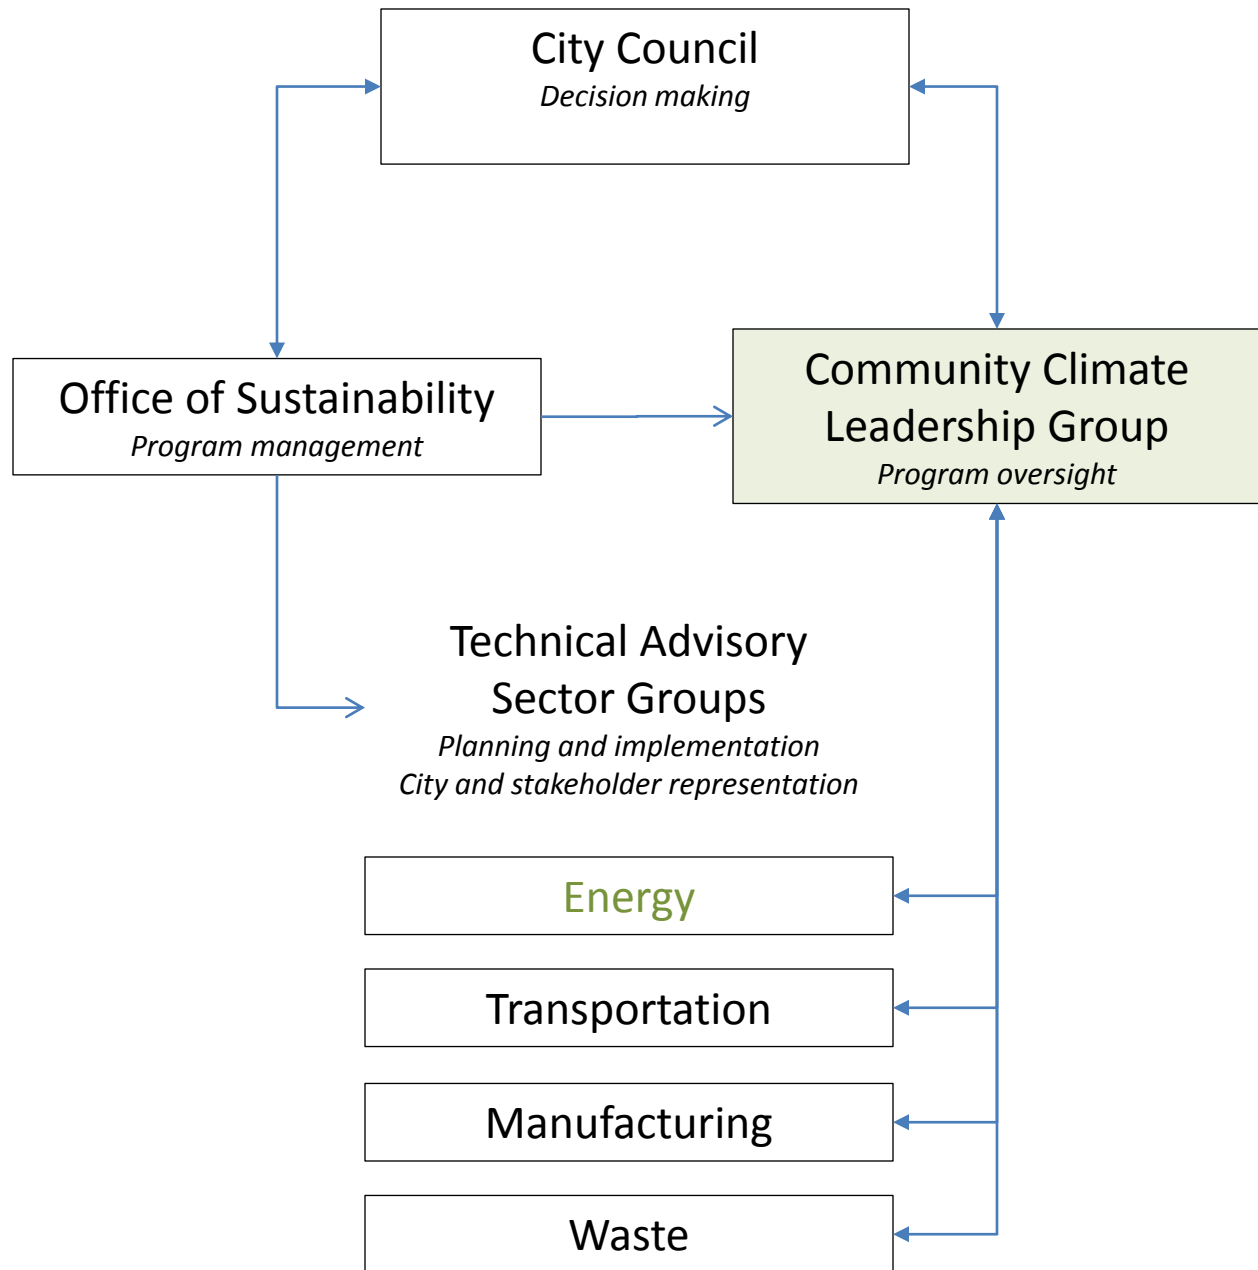 City Council
Decision making
Office of Sustainability
Program management
Community Climate
Leadership Group
Program oversight
Technical Advisory
Sector Groups
Planning and implementation
City and stakeholder representation
Energy
Transportation
Manufacturing
Waste